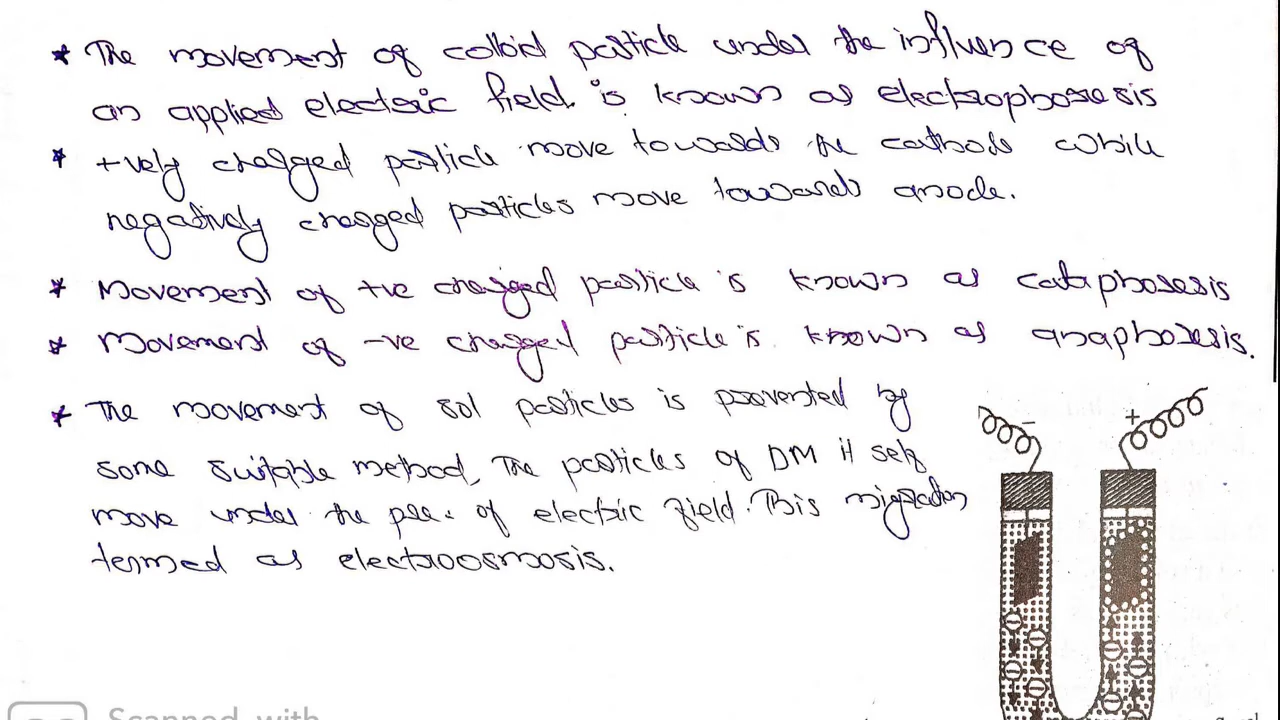 * The movement of colloid particle under the influence of
an applied electric field. is known as electrophoresis
* +vely charged particle move towards the cathode while
negatively charged particles move towards anode.
* Movement of +ve charged particle is known as cataphoresis
* Movement of -ve charged particle is known as anaphoresis.
* The movement of sol particles is prevented by
some suitable method, The particles of DM it self
move under the of electric field. This migration
termed as electroosmosis.
−
+
Scanned with